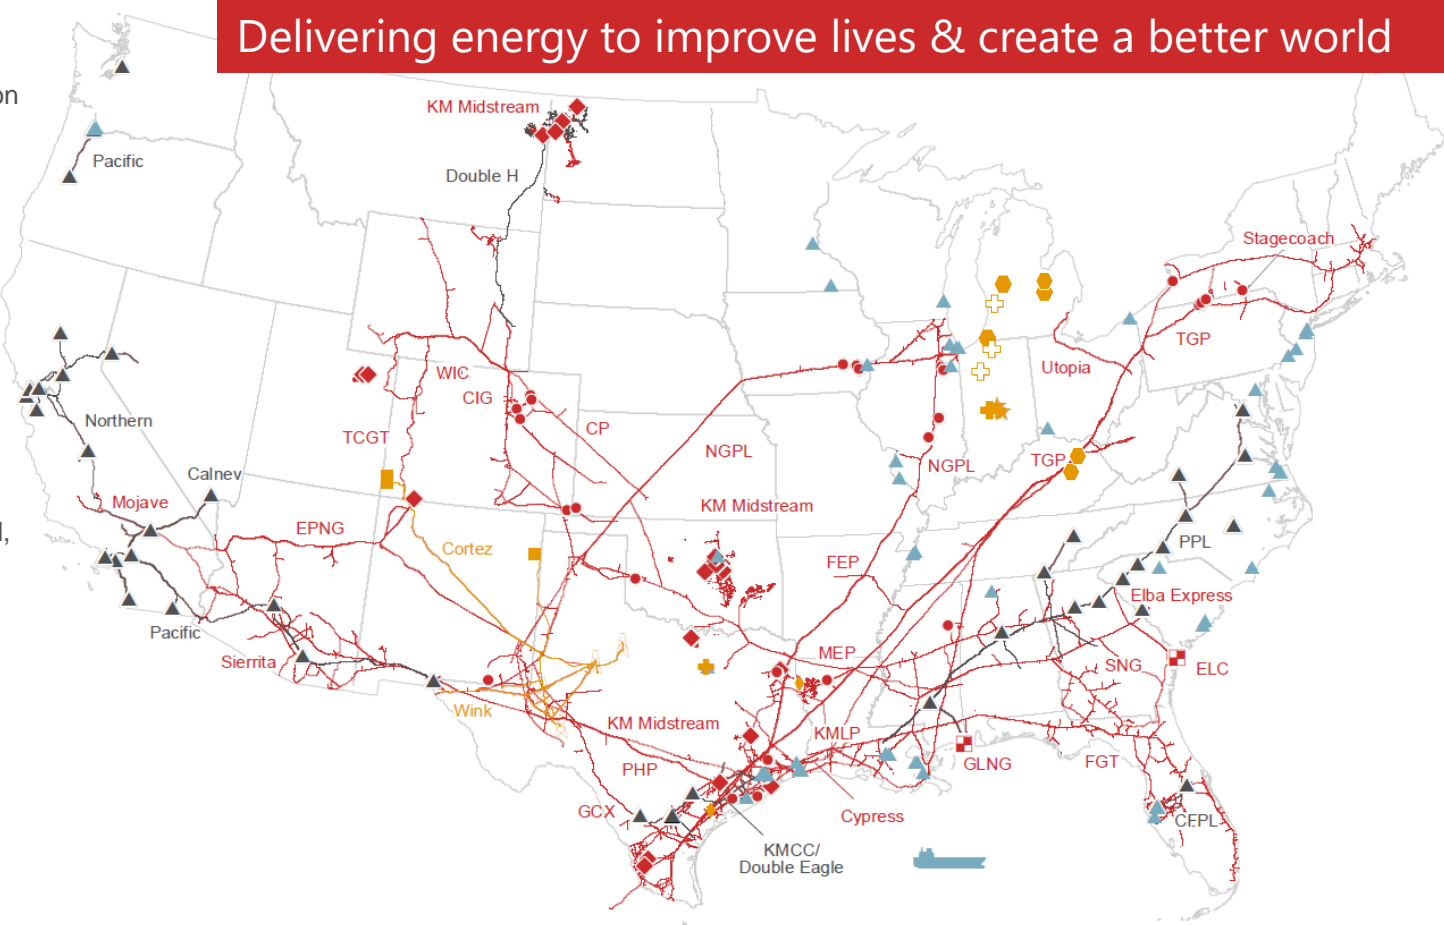 Delivering energy to improve lives & create a better world
on
KM Midstream
Pacific
Double H
Stagecoach
TGP
Utopia
WIC
CIG
Northern
CP
TCGT
NGPL
NGPL
TGP
Calnev
Mojave
KM Midstream
EPNG
Cortez
PPL
FEP
Elba Express
Pacific
MEP
Sierrita
SNG
ELC
Wink
KM Midstream
KMLP
PHP
GLNG
FGT
GCX
Cypress
CFPL
KMCC/
Double Eagle